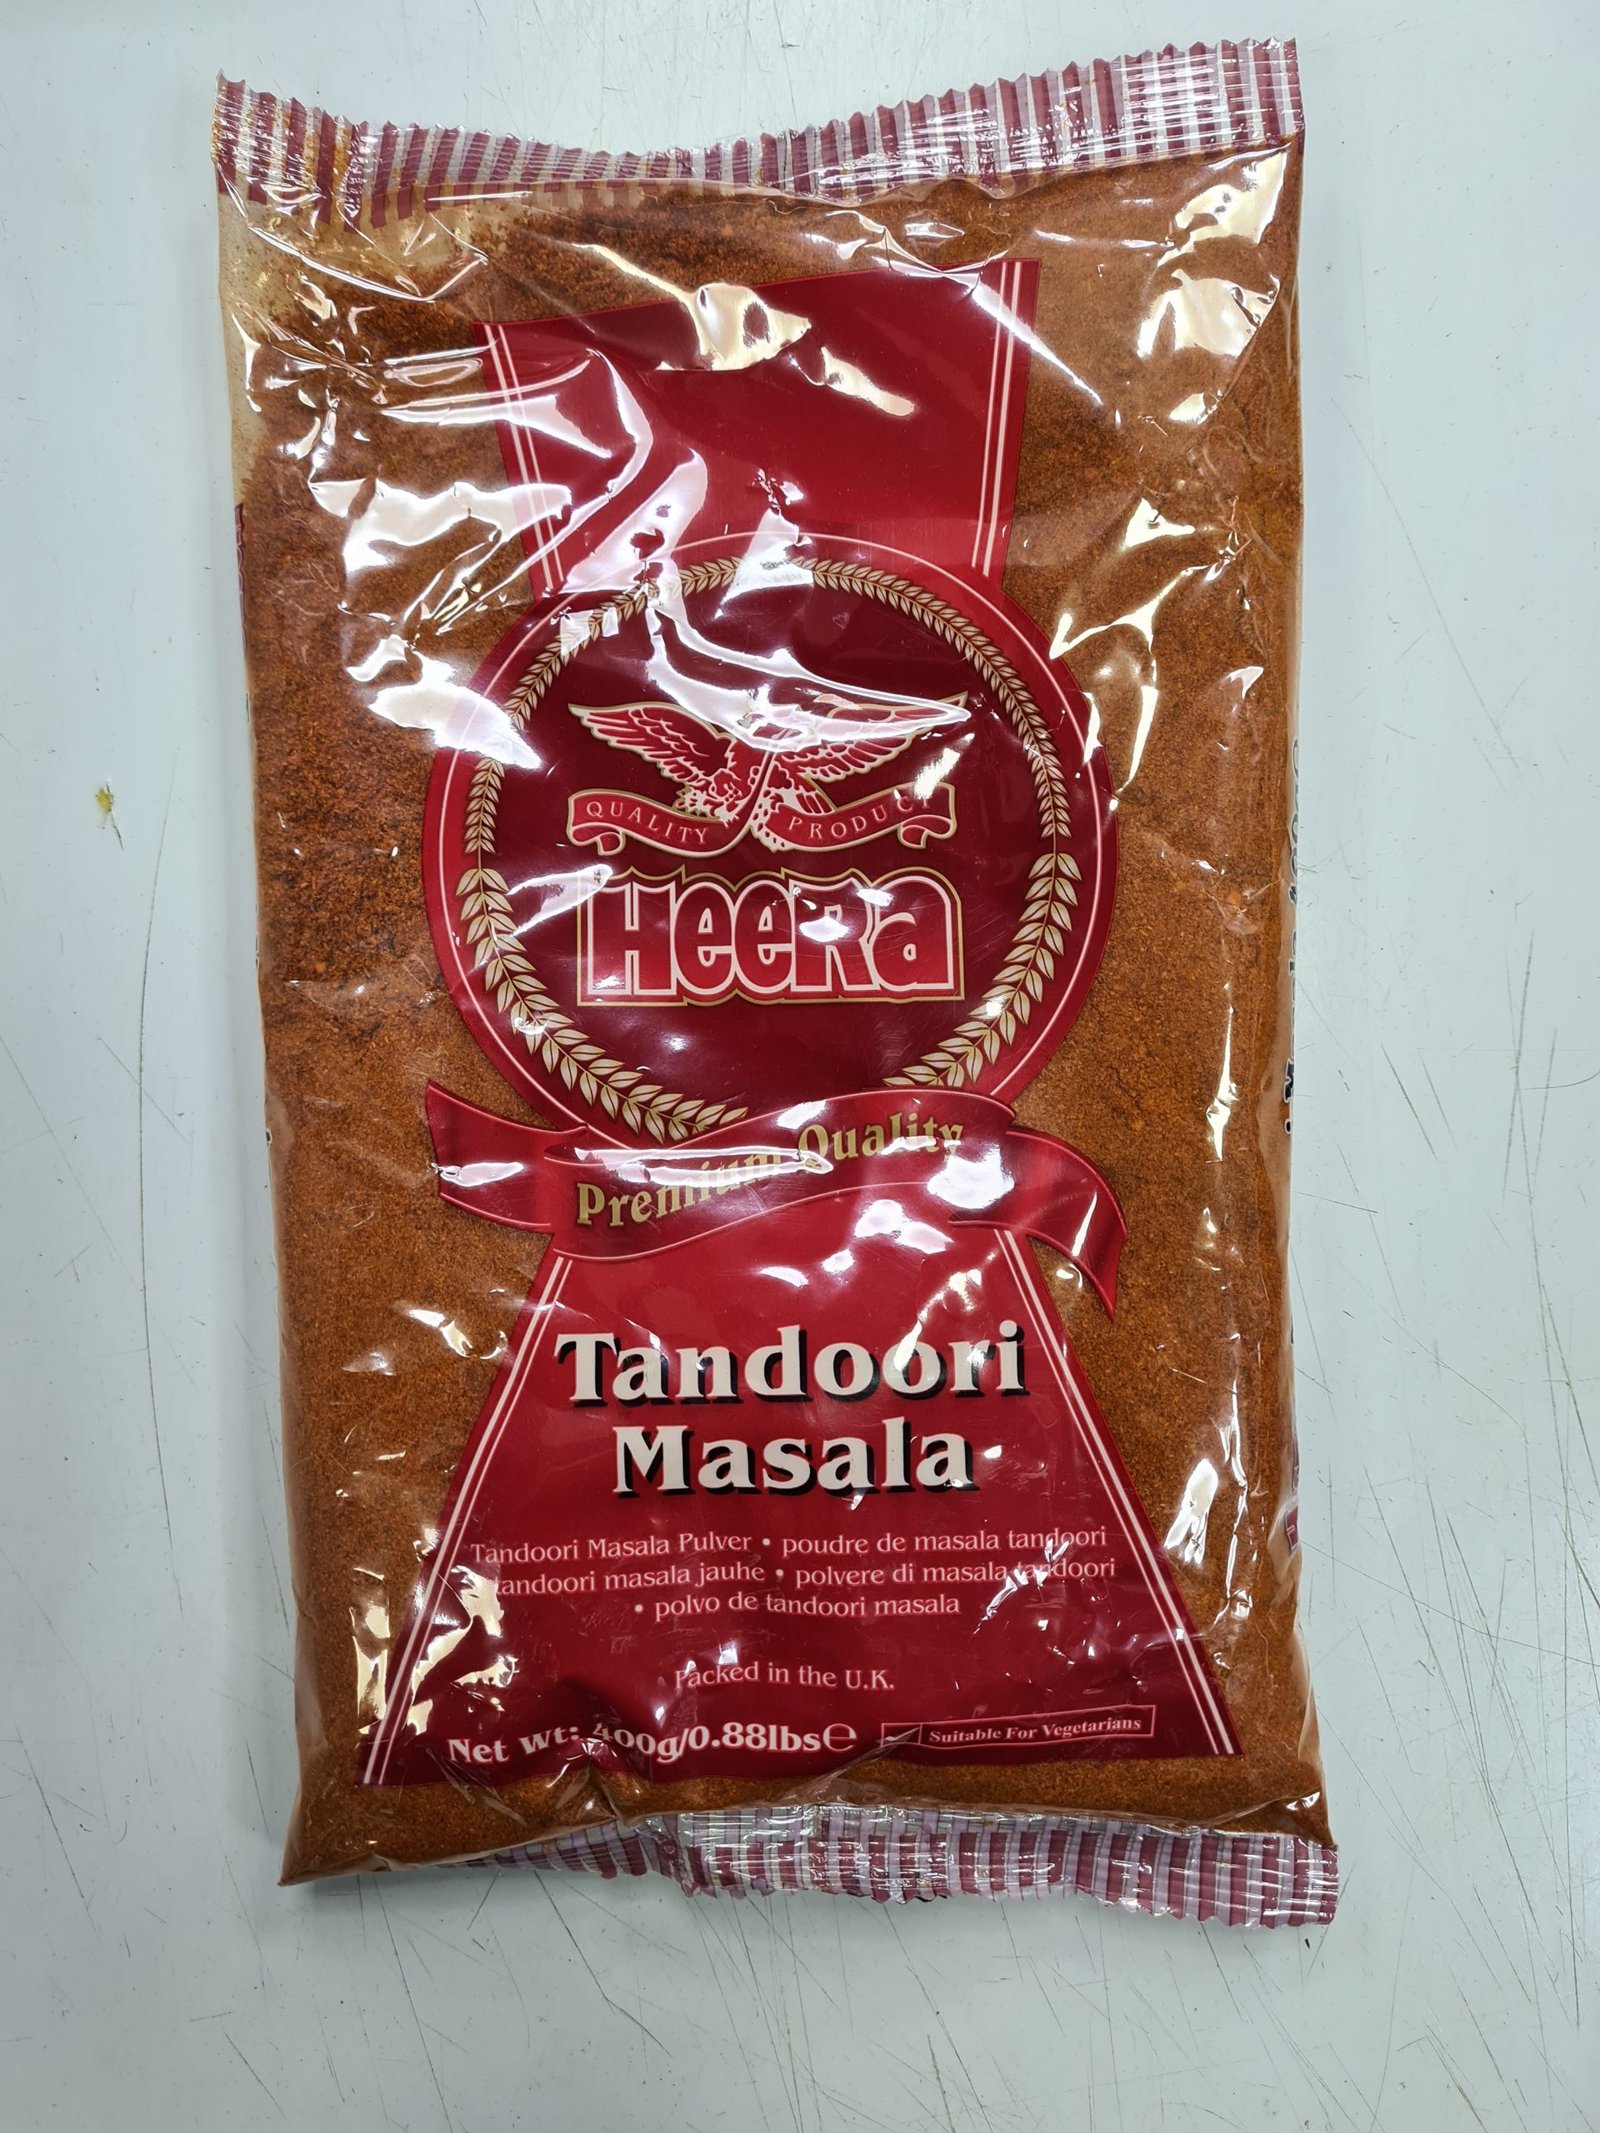 QUALITY PRODUCT
HeeRa
Premium Quality
Tandoori
Masala
Tandoori Masala Pulver • poudre de masala tandoori
tandoori masala jauhe • polvere di masala tandoori
• polvo de tandoori masala
Packed in the U.K.
Net Wt: 400g/0.88lbs℮
Suitable For Vegetarians